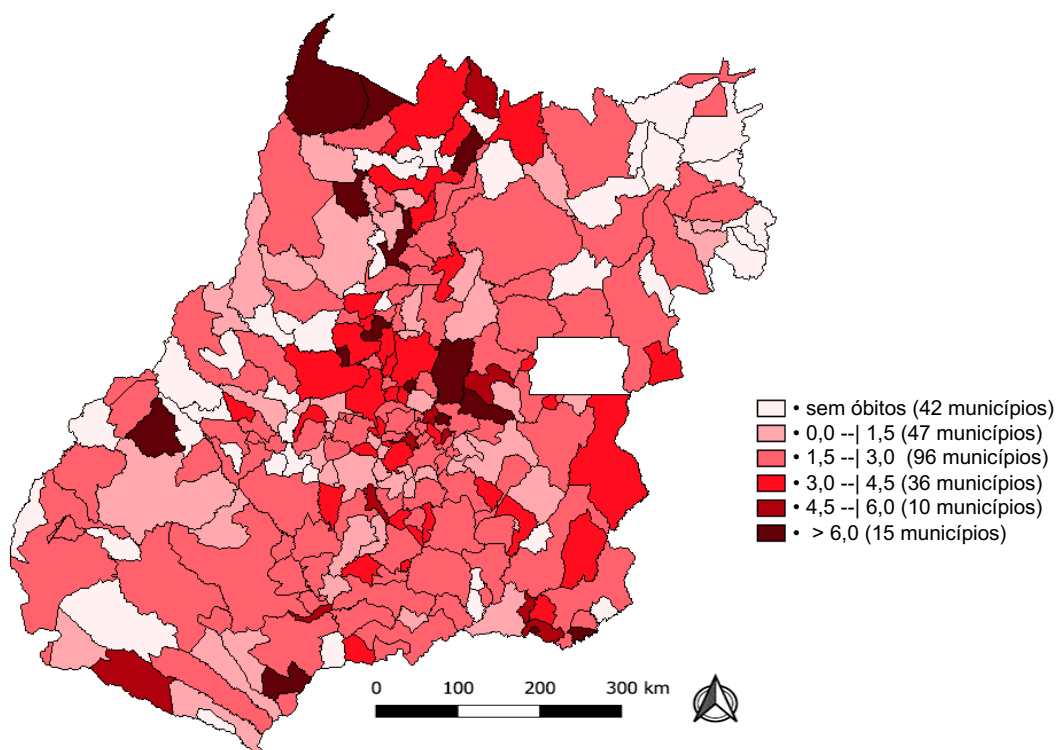 • sem óbitos (42 municípios)
• 0,0 --| 1,5 (47 municípios)
• 1,5 --| 3,0 (96 municípios)
• 3,0 --| 4,5 (36 municípios)
• 4,5 --| 6,0 (10 municípios)
• > 6,0 (15 municípios)
0 100 200 300 km